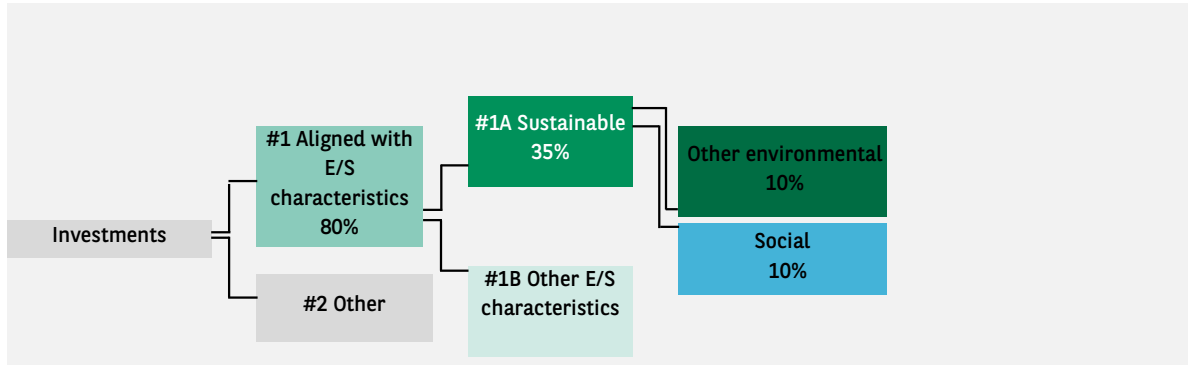 Investments
#1 Aligned with
E/S
characteristics
80%
#2 Other
#1A Sustainable
35%
#1B Other E/S
characteristics
Other environmental
10%
Social
10%